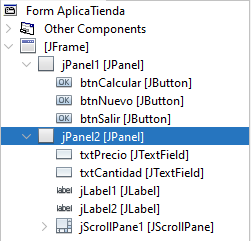 Form AplicaTienda
Other Components
[JFrame]
jPanel1 [JPanel]
OK btnCalcular [JButton]
OK btnNuevo [JButton]
OK btnSalir [JButton]
jPanel2 [JPanel]
txtPrecio [JTextField]
txtCantidad [JTextField]
label jLabel1 [JLabel]
label jLabel2 [JLabel]
jScrollPane1 [JScrollPane]